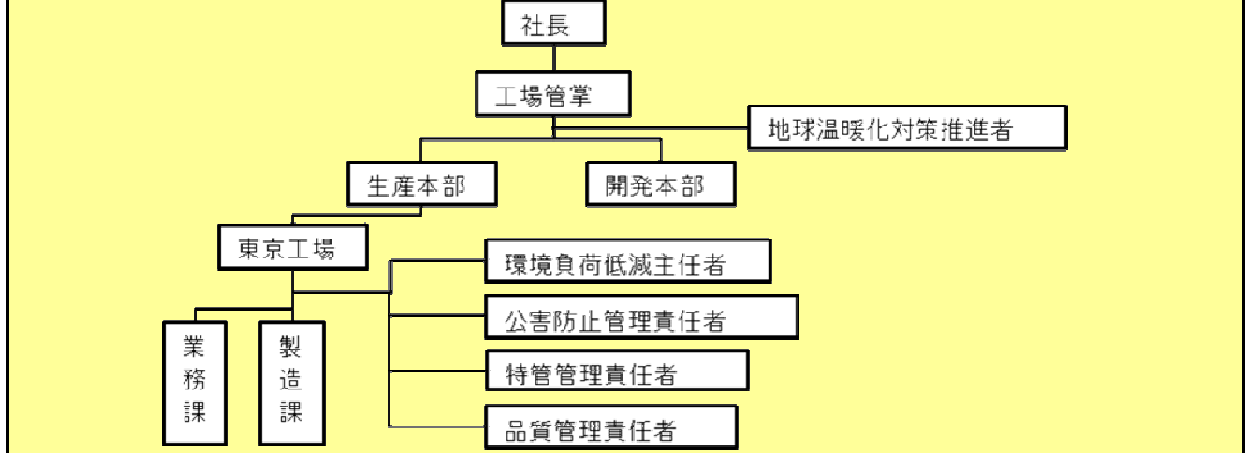 社長
工場管掌
地球温暖化対策推進者
生産本部
開発本部
東京工場
環境負荷低減主任者
公害防止管理責任者
特管管理責任者
品質管理責任者
業務課
製造課